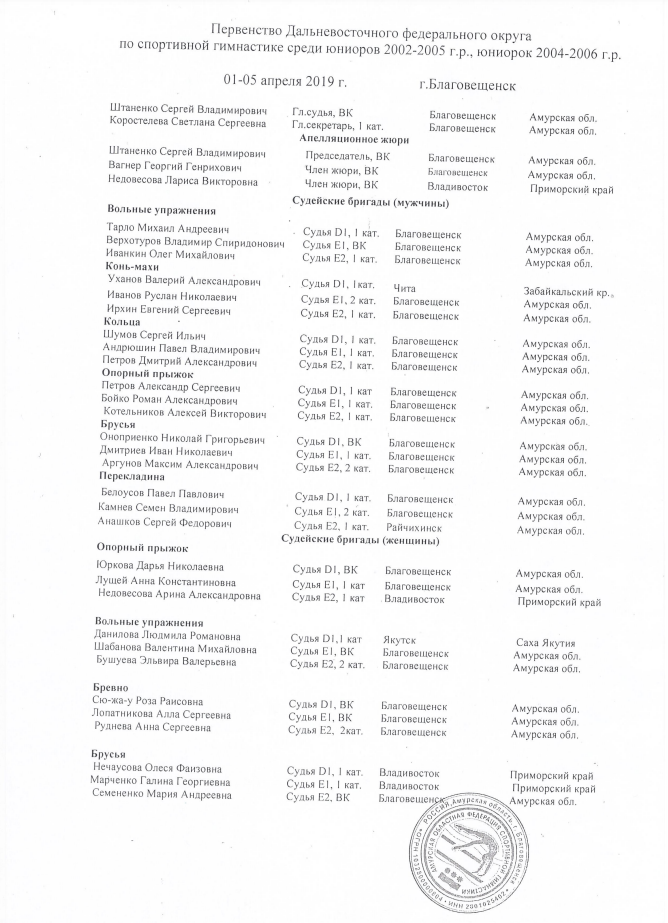 Первенство Дальневосточного федерального округа
по спортивной гимнастике среди юниоров 2002-2005 г.р., юниорок 2004-2006 г.р.
01-05 апреля 2019 г. г.Благовещенск
Штаненко Сергей Владимирович Гл.судья, ВК Благовещенск Амурская обл.
Коростелева Светлана Сергеевна Гл.секретарь, 1 кат. Благовещенск Амурская обл.
Апелляционное жюри
Штаненко Сергей Владимирович Председатель, ВК Благовещенск Амурская обл.
Вагнер Георгий Генрихович Член жюри, ВК Благовещенск Амурская обл.
Недовесова Лариса Викторовна Член жюри, ВК Владивосток Приморский край
Судейские бригады (мужчины)
Вольные упражнения
Тарло Михаил Андреевич Судья D1, 1 кат. Благовещенск Амурская обл.
Верхотуров Владимир Спиридонович Судья E1, ВК Благовещенск Амурская обл.
Иванкин Олег Михайлович Судья E2, 1 кат. Благовещенск Амурская обл.
Конь-махи
Уханов Валерий Александрович Судья D1, 1кат. Чита Забайкальский кр.,
Иванов Руслан Николаевич Судья E1, 2 кат. Благовещенск Амурская обл.
Ирхин Евгений Сергеевич Судья E2, 1 кат. Благовещенск Амурская обл.
Кольца
Шумов Сергей Ильич Судья D1, 1 кат. Благовещенск Амурская обл.
Андрюшин Павел Владимирович Судья E1, 1 кат. Благовещенск Амурская обл.
Петров Дмитрий Александрович Судья E2, 1 кат. Благовещенск Амурская обл.
Опорный прыжок
Петров Александр Сергеевич Судья D1, 1 кат Благовещенск Амурская обл.
Бойко Роман Александрович Судья E1, 1 кат. Благовещенск Амурская обл.
Котельников Алексей Викторович Судья E2, 1 кат. Благовещенск Амурская обл.
Брусья
Оноприенко Николай Григорьевич Судья D1, ВК Благовещенск Амурская обл.
Дмитриев Иван Николаевич Судья E1, 1 кат. Благовещенск Амурская обл.
Аргунов Максим Александрович Судья E2, 2 кат. Благовещенск Амурская обл.
Перекладина
Белоусов Павел Павлович Судья D1, 1 кат. Благовещенск Амурская обл.
Камнев Семен Владимирович Судья E1, 2 кат. Благовещенск Амурская обл.
Анашков Сергей Федорович Судья E2, 1 кат. Райчихинск Амурская обл.
Судейские бригады (женщины)
Опорный прыжок
Юркова Дарья Николаевна Судья D1, ВК Благовещенск Амурская обл.
Лущей Анна Константиновна Судья E1, 1 кат Благовещенск Амурская обл.
Недовесова Арина Александровна Судья E2, 1 кат Владивосток Приморский край
Вольные упражнения
Данилова Людмила Романовна Судья D1,1 кат Якутск Саха Якутия
Шабанова Валентина Михайловна Судья E1, ВК Благовещенск Амурская обл.
Бушуева Эльвира Валерьевна Судья E2, 2 кат. Благовещенск Амурская обл.
Бревно
Сю-жа-у Роза Раисовна Судья D1, ВК Благовещенск Амурская обл.
Лопатникова Алла Сергеевна Судья E1, ВК Благовещенск Амурская обл.
Руднева Анна Сергеевна Судья E2, 2кат. Благовещенск Амурская обл.
Брусья
Нечаусова Олеся Фаизовна Судья D1, 1 кат. Владивосток Приморский край
Марченко Галина Георгиевна Судья E1, 1 кат. Владивосток Приморский край
Семененко Мария Андреевна Судья E2, ВК Благовещенск Амурская обл.
РОССИЯ, Амурская область, г. Благовещенск
АМУРСКАЯ ОБЛАСТНАЯ ФЕДЕРАЦИЯ СПОРТИВНОЙ ГИМНАСТИКИ